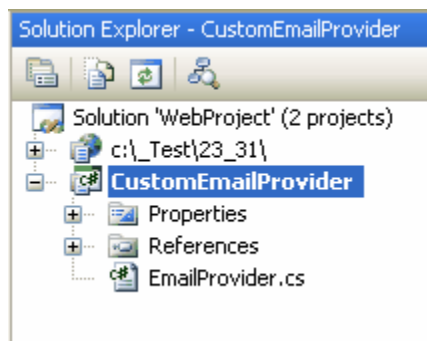 Solution Explorer - CustomEmailProvider
Solution 'WebProject' (2 projects)
c:\_Test\23_31\
CustomEmailProvider
Properties
References
EmailProvider.cs